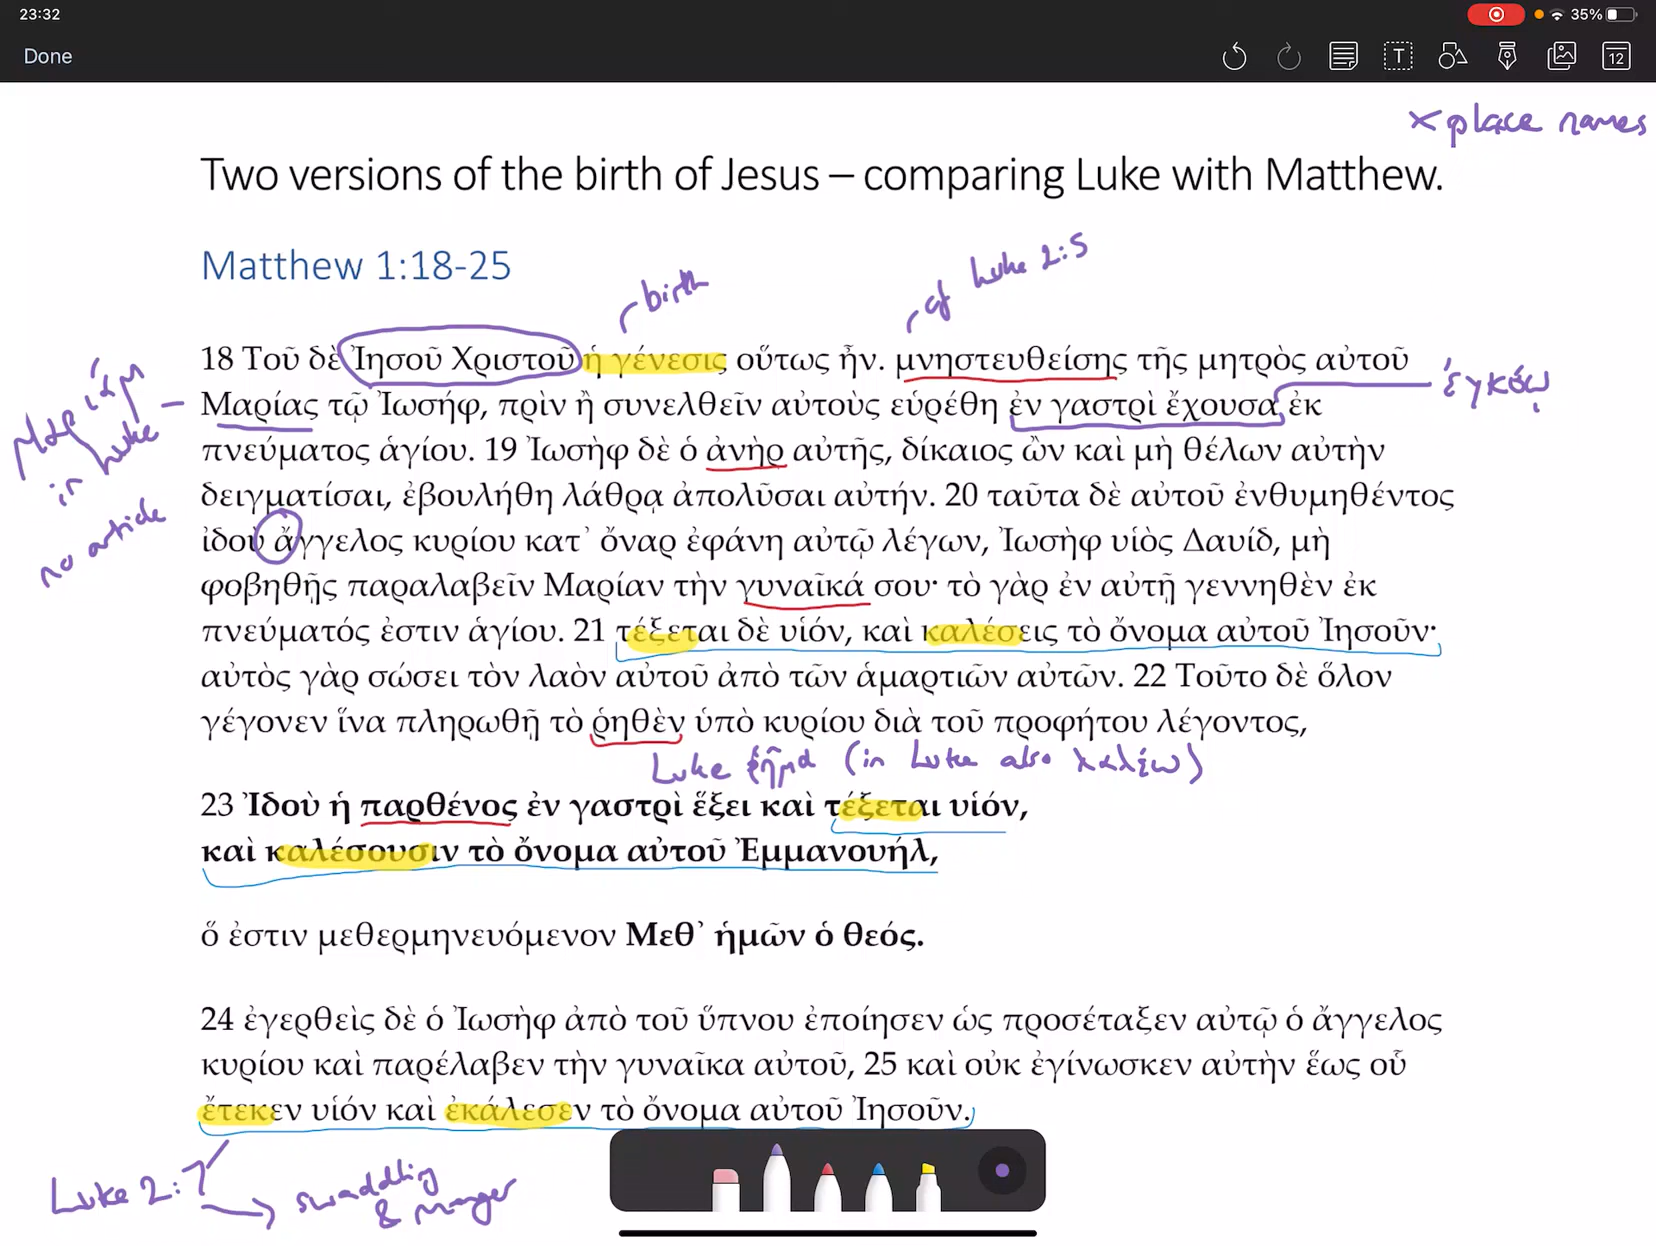 23:32
35%
Done
T
12
× place names
Two versions of the birth of Jesus – comparing Luke with Matthew.
Matthew 1:18-25
birth
cf Luke 2:5
18 Τοῦ δὲ Ἰησοῦ Χριστοῦ ἡ γένεσις οὕτως ἦν. μνηστευθείσης τῆς μητρὸς αὐτοῦ
Μαρίας τῷ Ἰωσήφ, πρὶν ἢ συνελθεῖν αὐτοὺς εὑρέθη ἐν γαστρὶ ἔχουσα ἐκ
ἐγκύῳ
Μαριάμ
in Luke
πνεύματος ἁγίου. 19 Ἰωσὴφ δὲ ὁ ἀνὴρ αὐτῆς, δίκαιος ὢν καὶ μὴ θέλων αὐτὴν
δειγματίσαι, ἐβουλήθη λάθρᾳ ἀπολῦσαι αὐτήν. 20 ταῦτα δὲ αὐτοῦ ἐνθυμηθέντος
no article
ἰδοὺ ἄγγελος κυρίου κατ᾽ ὄναρ ἐφάνη αὐτῷ λέγων, Ἰωσὴφ υἱὸς Δαυίδ, μὴ
φοβηθῇς παραλαβεῖν Μαρίαν τὴν γυναῖκά σου· τὸ γὰρ ἐν αὐτῇ γεννηθὲν ἐκ
πνεύματός ἐστιν ἁγίου. 21 τέξεται δὲ υἱόν, καὶ καλέσεις τὸ ὄνομα αὐτοῦ Ἰησοῦν·
αὐτὸς γὰρ σώσει τὸν λαὸν αὐτοῦ ἀπὸ τῶν ἁμαρτιῶν αὐτῶν. 22 Τοῦτο δὲ ὅλον
γέγονεν ἵνα πληρωθῇ τὸ ῥηθὲν ὑπὸ κυρίου διὰ τοῦ προφήτου λέγοντος,
Luke ῥῆμα (in Luke also λαλέω)
23 Ἰδοὺ ἡ παρθένος ἐν γαστρὶ ἕξει καὶ τέξεται υἱόν,
καὶ καλέσουσιν τὸ ὄνομα αὐτοῦ Ἐμμανουήλ,
ὅ ἐστιν μεθερμηνευόμενον Μεθ᾽ ἡμῶν ὁ θεός.
24 ἐγερθεὶς δὲ ὁ Ἰωσὴφ ἀπὸ τοῦ ὕπνου ἐποίησεν ὡς προσέταξεν αὐτῷ ὁ ἄγγελος
κυρίου καὶ παρέλαβεν τὴν γυναῖκα αὐτοῦ, 25 καὶ οὐκ ἐγίνωσκεν αὐτὴν ἕως οὗ
ἔτεκεν υἱόν καὶ ἐκάλεσεν τὸ ὄνομα αὐτοῦ Ἰησοῦν.
Luke 2:7
swaddling
& manger